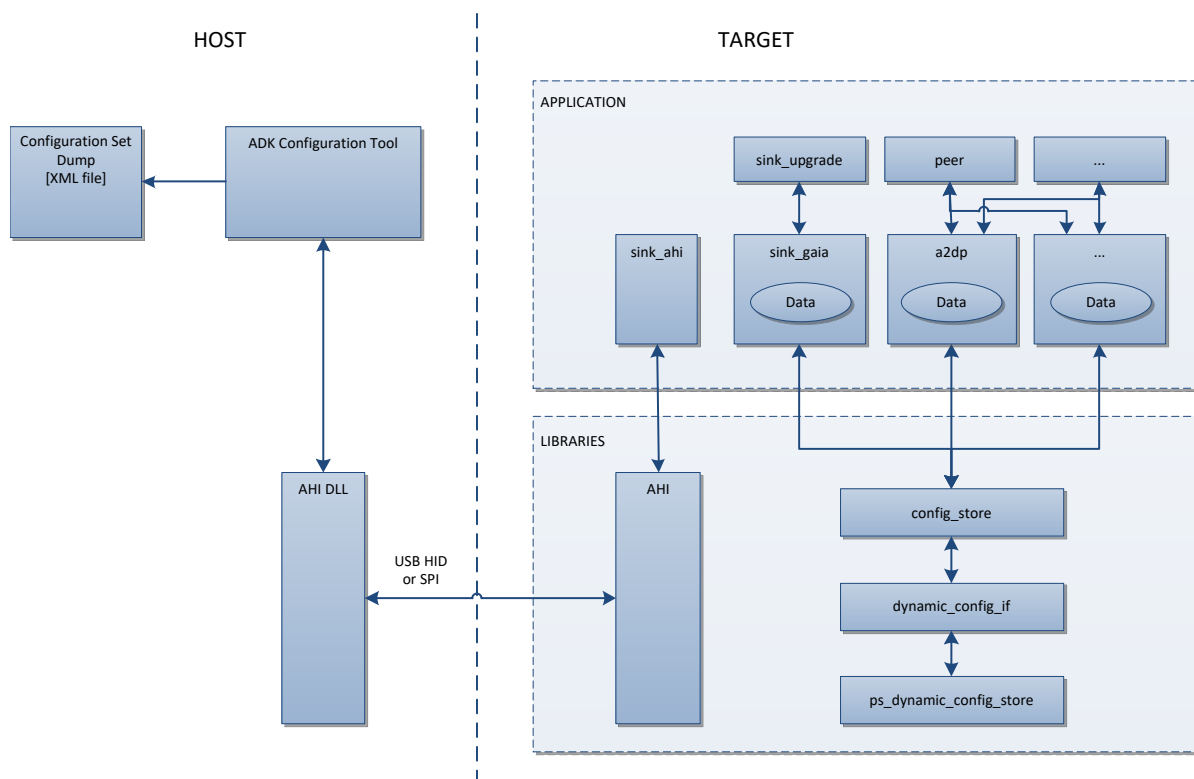 HOST
TARGET
APPLICATION
Configuration Set
Dump
[XML file]
ADK Configuration Tool
sink_upgrade
peer
...
sink_ahi
sink_gaia
a2dp
...
Data
Data
Data
LIBRARIES
AHI DLL
AHI
config_store
USB HID
or SPI
dynamic_config_if
ps_dynamic_config_store